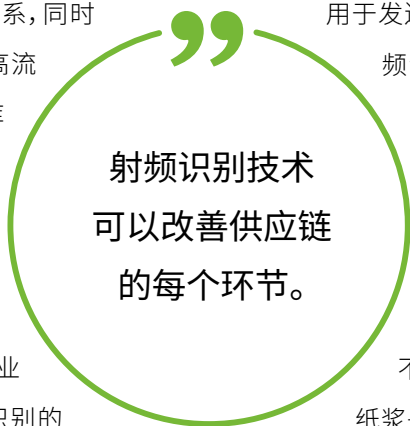 系，同时
高流
业
识别的
”
射频识别技术
可以改善供应链
的每个环节。
用于发送
频
纸浆